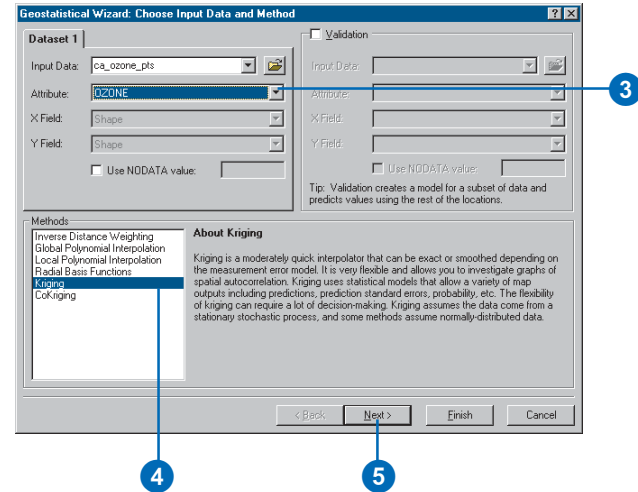 Geostatistical Wizard: Choose Input Data and Method
Dataset 1
Input Data: ca_ozone_pts
Attribute: OZONE
X Field: Shape
Y Field: Shape
Use NODATA value:
Validation
Input Data:
Attribute:
X Field:
Y Field:
Use NODATA value:
Tip: Validation creates a model for a subset of data and
predicts values using the rest of the locations.
3
Methods
Inverse Distance Weighting
Global Polynomial Interpolation
Local Polynomial Interpolation
Radial Basis Functions
Kriging
CoKriging
About Kriging
Kriging is a moderately quick interpolator that can be exact or smoothed depending on
the measurement error model. It is very flexible and allows you to investigate graphs of
spatial autocorrelation. Kriging uses statistical models that allow a variety of map
outputs including predictions, prediction standard errors, probability, etc. The flexibility
of kriging can require a lot of decision-making. Kriging assumes the data come from a
stationary stochastic process, and some methods assume normally-distributed data.
< Back
Next >
Finish
Cancel
4
5